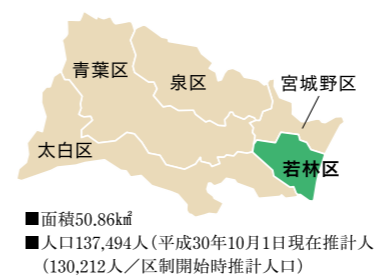 青葉区
泉区
宮城野区
太白区
若林区
■面積50.86㎢
■人口137,494人(平成30年10月1日現在推計人
(130,212人／区制開始時推計人口)